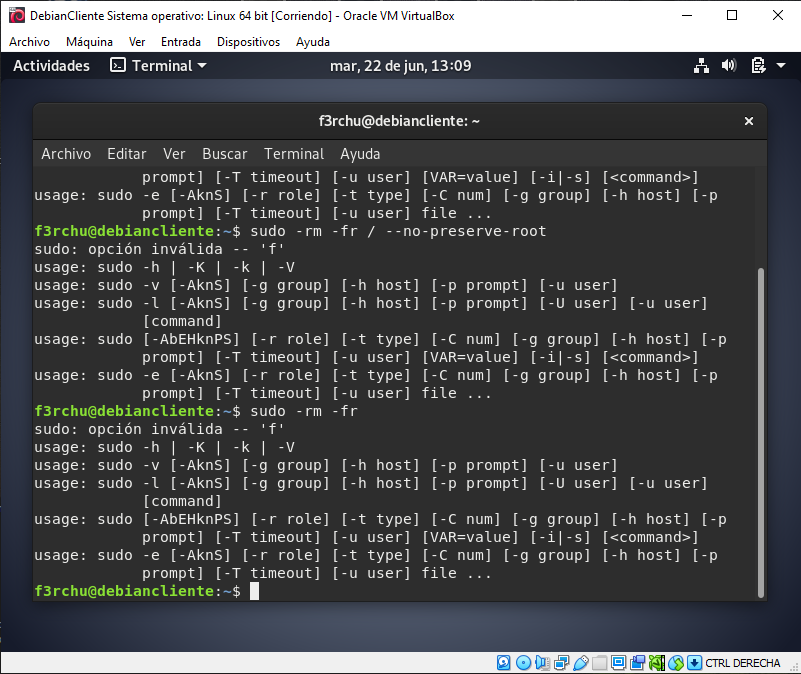 DebianCliente Sistema operativo: Linux 64 bit [Corriendo] - Oracle VM VirtualBox
Archivo Máquina Ver Entrada Dispositivos Ayuda
Actividades Terminal mar, 22 de jun, 13:09
f3rchu@debiancliente: ~
Archivo Editar Ver Buscar Terminal Ayuda
prompt] [-T timeout] [-u user] [VAR=value] [-i|-s] [<command>]
usage: sudo -e [-AknS] [-r role] [-t type] [-C num] [-g group] [-h host] [-p
prompt] [-T timeout] [-u user] file ...
f3rchu@debiancliente:~$ sudo -rm -fr / --no-preserve-root
sudo: opción inválida -- 'f'
usage: sudo -h | -K | -k | -V
usage: sudo -v [-AknS] [-g group] [-h host] [-p prompt] [-u user]
usage: sudo -l [-AknS] [-g group] [-h host] [-p prompt] [-U user] [-u user]
[command]
usage: sudo [-AbEHknPS] [-r role] [-t type] [-C num] [-g group] [-h host] [-p
prompt] [-T timeout] [-u user] [VAR=value] [-i|-s] [<command>]
usage: sudo -e [-AknS] [-r role] [-t type] [-C num] [-g group] [-h host] [-p
prompt] [-T timeout] [-u user] file ...
f3rchu@debiancliente:~$ sudo -rm -fr
sudo: opción inválida -- 'f'
usage: sudo -h | -K | -k | -V
usage: sudo -v [-AknS] [-g group] [-h host] [-p prompt] [-u user]
usage: sudo -l [-AknS] [-g group] [-h host] [-p prompt] [-U user] [-u user]
[command]
usage: sudo [-AbEHknPS] [-r role] [-t type] [-C num] [-g group] [-h host] [-p
prompt] [-T timeout] [-u user] [VAR=value] [-i|-s] [<command>]
usage: sudo -e [-AknS] [-r role] [-t type] [-C num] [-g group] [-h host] [-p
prompt] [-T timeout] [-u user] file ...
f3rchu@debiancliente:~$
CTRL DERECHA